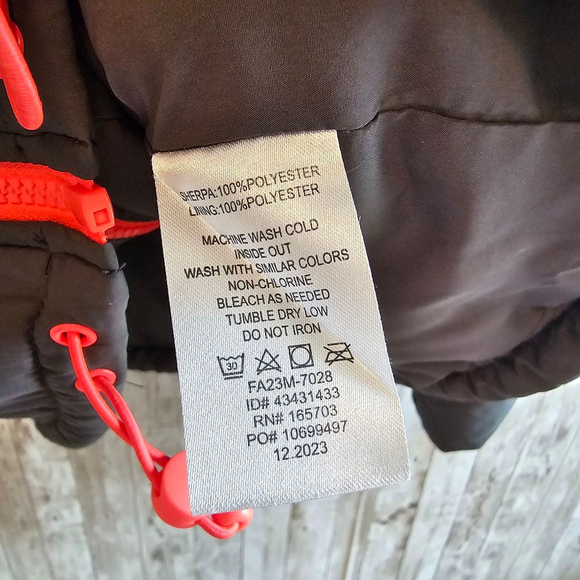 SHERPA:100%POLYESTER
LINING:100%POLYESTER
MACHINE WASH COLD
INSIDE OUT
WASH WITH SIMILAR COLORS
NON-CHLORINE
BLEACH AS NEEDED
TUMBLE DRY LOW
DO NOT IRON
30
FA23M-7028
ID# 43431433
RN# 165703
PO# 10699497
12.2023